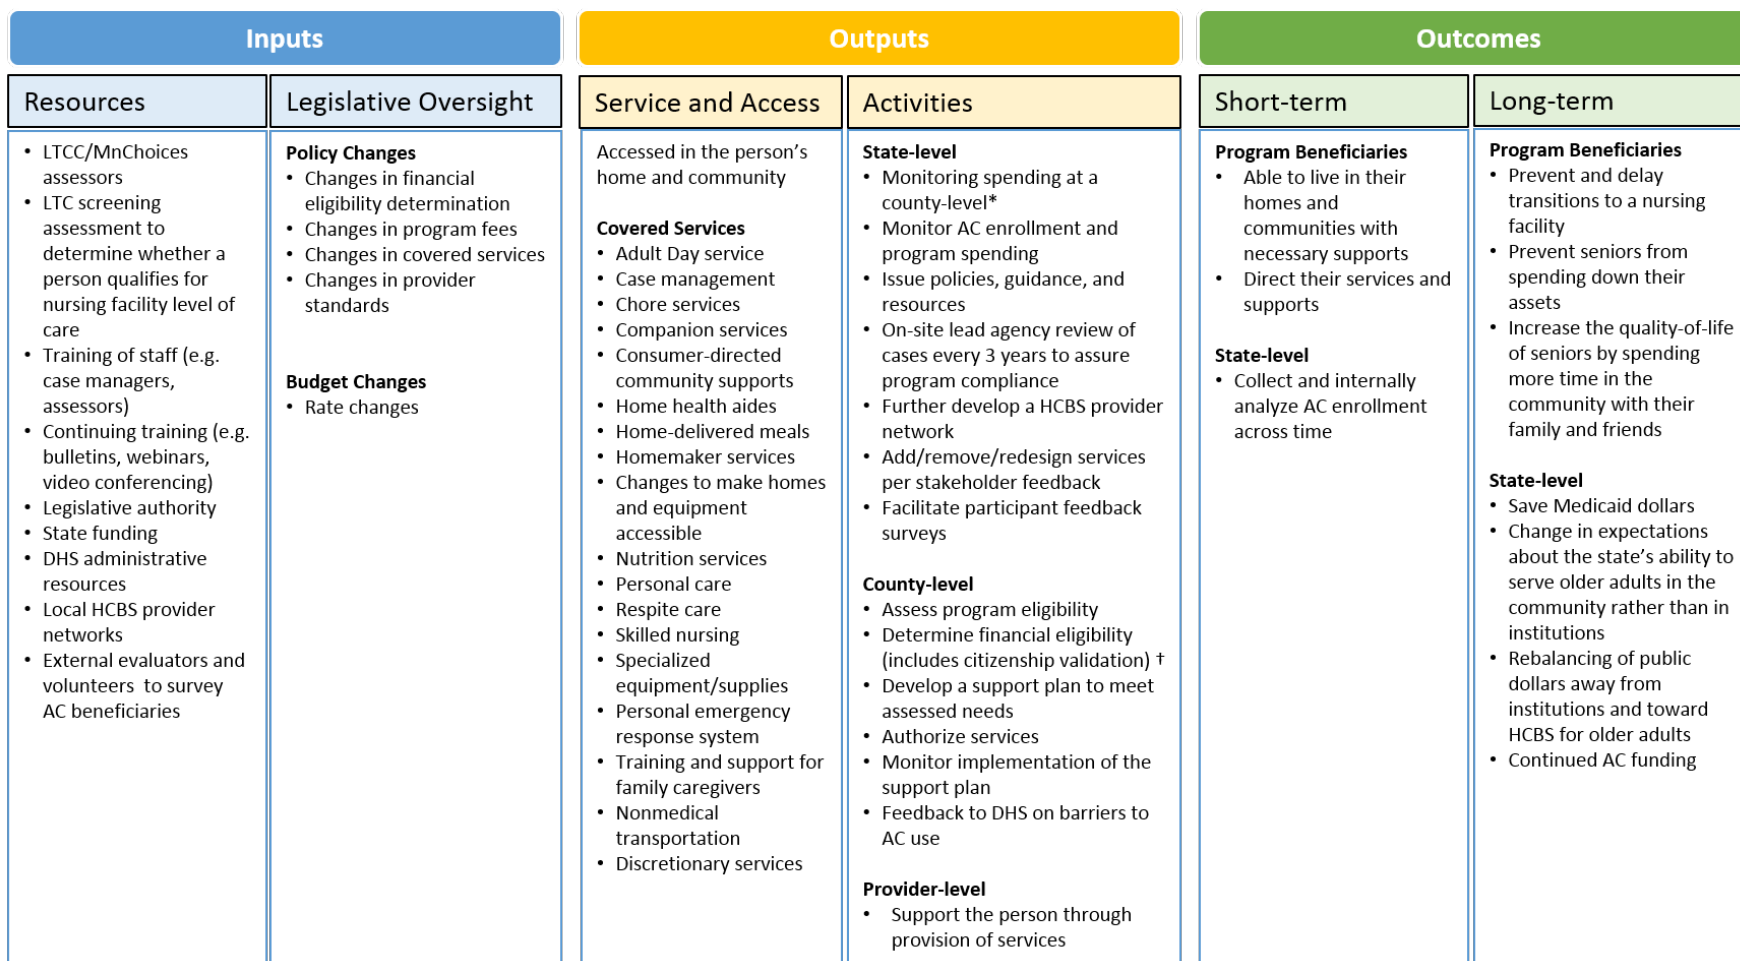 Inputs
Outputs
Outcomes
Resources
Legislative Oversight
Service and Access
Activities
Short-term
Long-term
• LTCC/MnChoices
assessors
• LTC screening
assessment to
determine whether a
person qualifies for
nursing facility level of
care
• Training of staff (e.g.
case managers,
assessors)
• Continuing training (e.g.
bulletins, webinars,
video conferencing)
• Legislative authority
• State funding
• DHS administrative
resources
• Local HCBS provider
networks
• External evaluators and
volunteers to survey
AC beneficiaries
Policy Changes
• Changes in financial
eligibility determination
• Changes in program fees
• Changes in covered services
• Changes in provider
standards
Budget Changes
• Rate changes
Accessed in the person's
home and community
Covered Services
• Adult Day service
• Case management
• Chore services
• Companion services
• Consumer-directed
community supports
• Home health aides
• Home-delivered meals
• Homemaker services
• Changes to make homes
and equipment
accessible
• Nutrition services
• Personal care
• Respite care
• Skilled nursing
• Specialized
equipment/supplies
• Personal emergency
response system
• Training and support for
family caregivers
• Nonmedical
transportation
• Discretionary services
State-level
• Monitoring spending at a
county-level*
• Monitor AC enrollment and
program spending
• Issue policies, guidance, and
resources
• On-site lead agency review of
cases every 3 years to assure
program compliance
• Further develop a HCBS provider
network
• Add/remove/redesign services
per stakeholder feedback
• Facilitate participant feedback
surveys
County-level
• Assess program eligibility
• Determine financial eligibility
(includes citizenship validation) †
• Develop a support plan to meet
assessed needs
• Authorize services
• Monitor implementation of the
support plan
• Feedback to DHS on barriers to
AC use
Provider-level
• Support the person through
provision of services
Program Beneficiaries
• Able to live in their
homes and
communities with
necessary supports
• Direct their services and
supports
State-level
• Collect and internally
analyze AC enrollment
across time
Program Beneficiaries
• Prevent and delay
transitions to a nursing
facility
• Prevent seniors from
spending down their
assets
• Increase the quality-of-life
of seniors by spending
more time in the
community with their
family and friends
State-level
• Save Medicaid dollars
• Change in expectations
about the state's ability to
serve older adults in the
community rather than in
institutions
• Rebalancing of public
dollars away from
institutions and toward
HCBS for older adults
• Continued AC funding